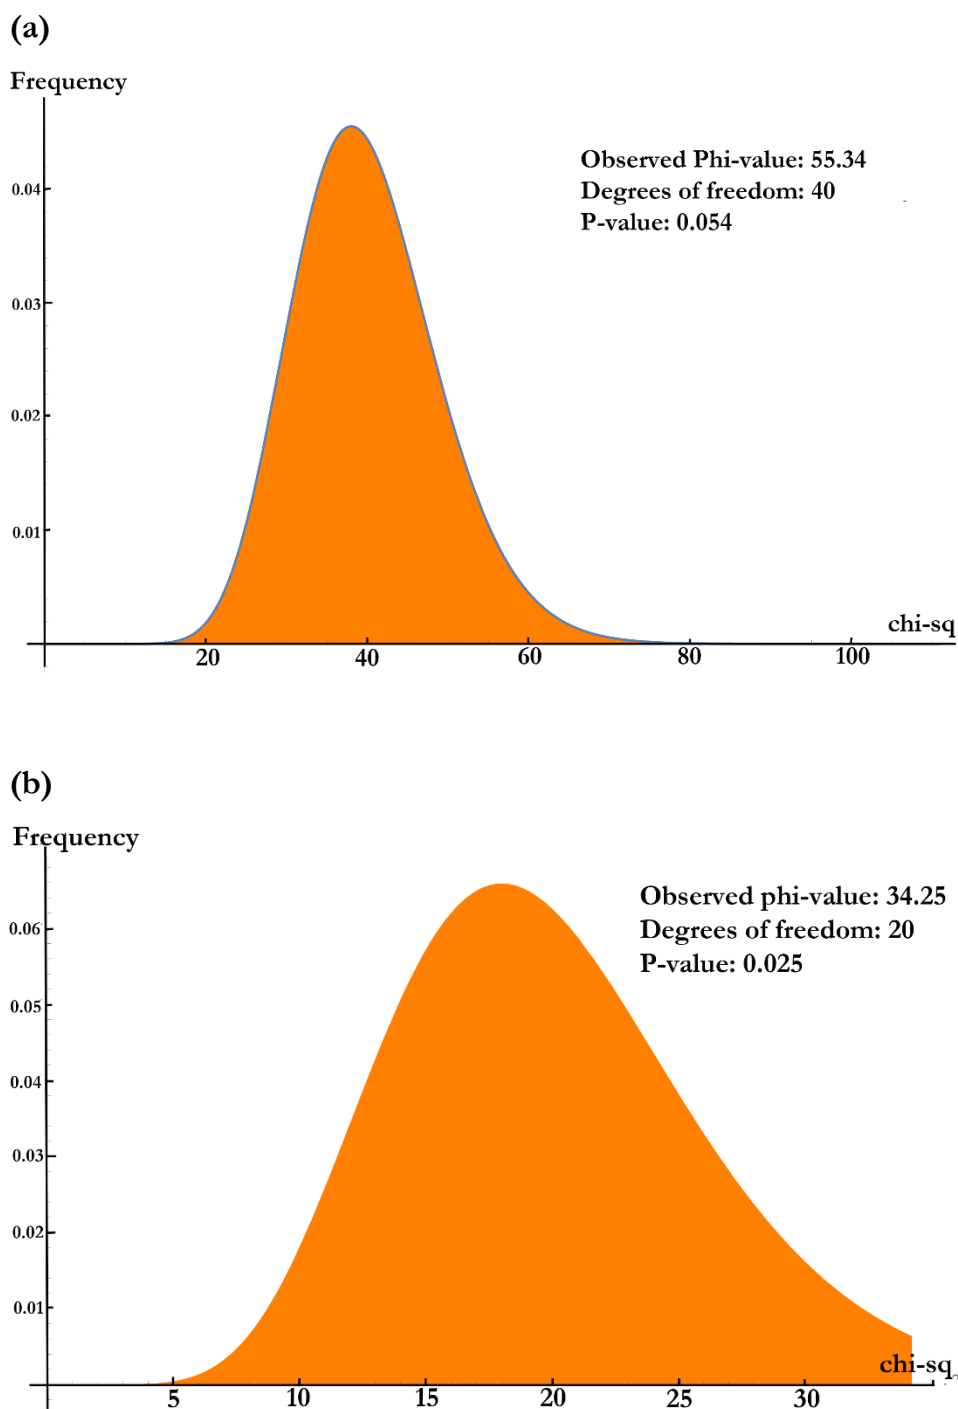 (a)
Frequency
Observed Phi-value: 55.34
Degrees of freedom: 40
P-value: 0.054
0.04
0.03
0.02
0.01
chi-sq
20 40 60 80 100
(b)
Frequency
Observed phi-value: 34.25
Degrees of freedom: 20
P-value: 0.025
0.06
0.05
0.04
0.03
0.02
0.01
chi-sq
5 10 15 20 25 30